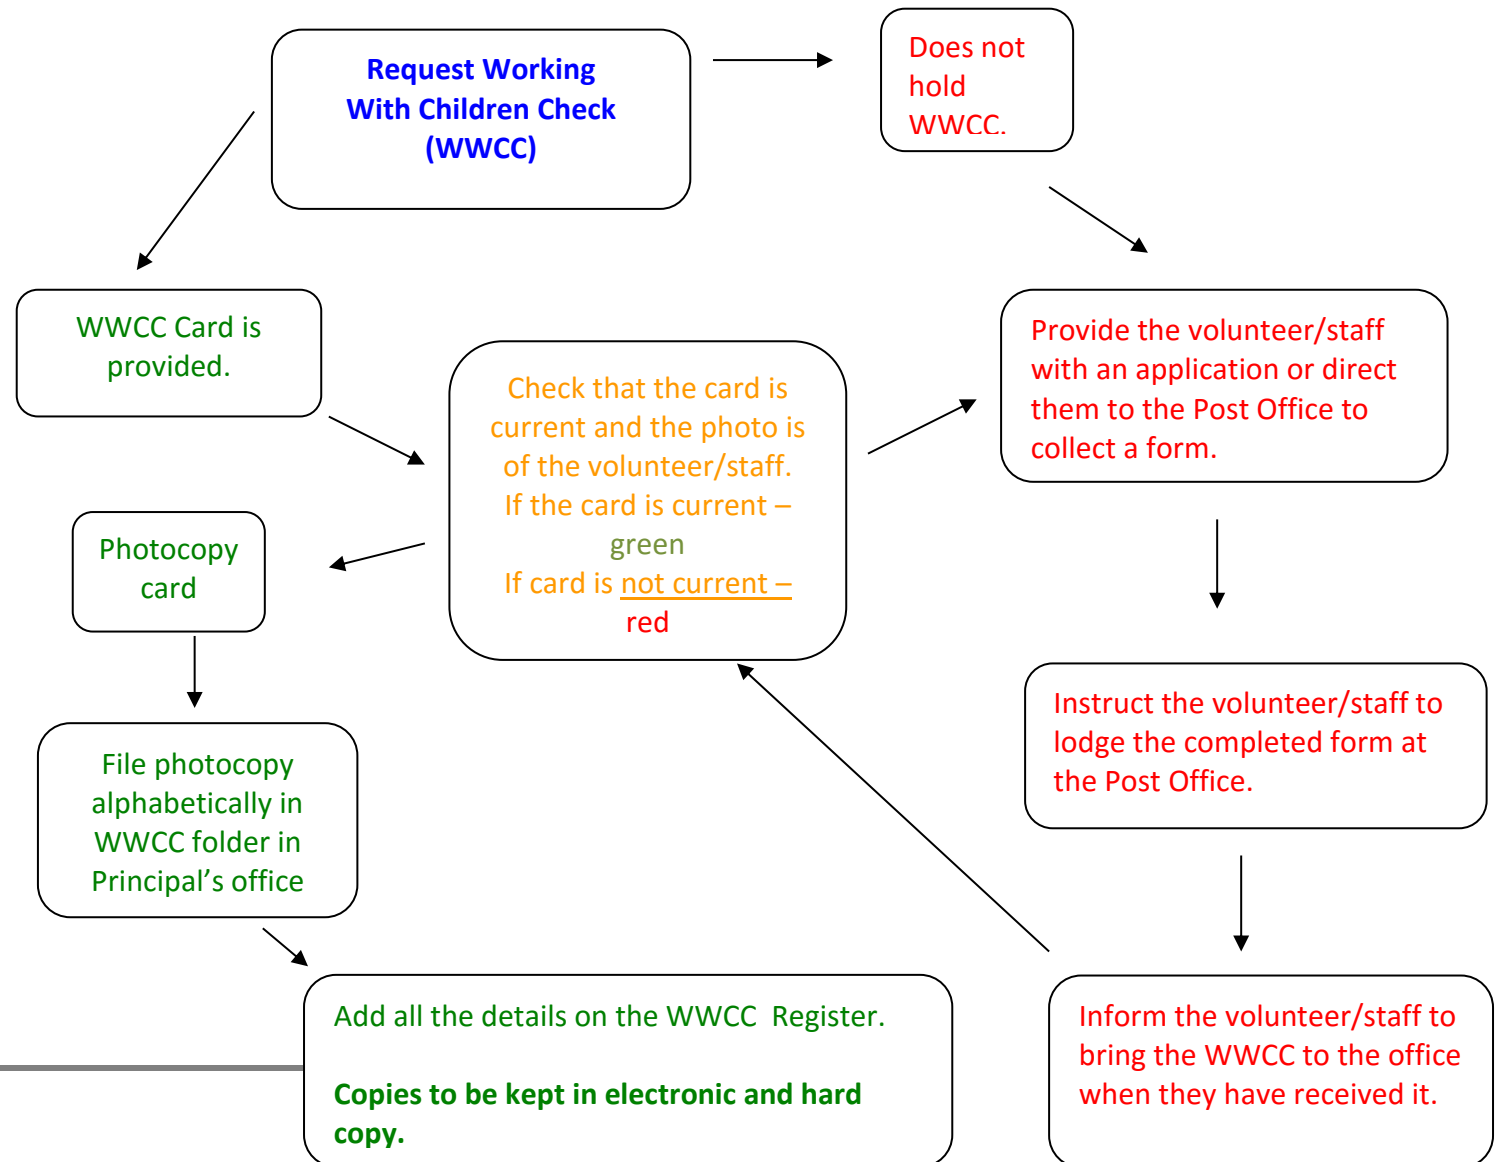 Request Working
With Children Check
(WWCC)
Does not
hold
WWCC.
WWCC Card is
provided.
Check that the card is
current and the photo is
of the volunteer/staff.
If the card is current –
green
If card is not current –
red
Provide the volunteer/staff
with an application or direct
them to the Post Office to
collect a form.
Photocopy
card
Instruct the volunteer/staff to
lodge the completed form at
the Post Office.
File photocopy
alphabetically in
WWCC folder in
Principal’s office
Add all the details on the WWCC  Register.
Copies to be kept in electronic and hard
copy.
Inform the volunteer/staff to
bring the WWCC to the office
when they have received it.